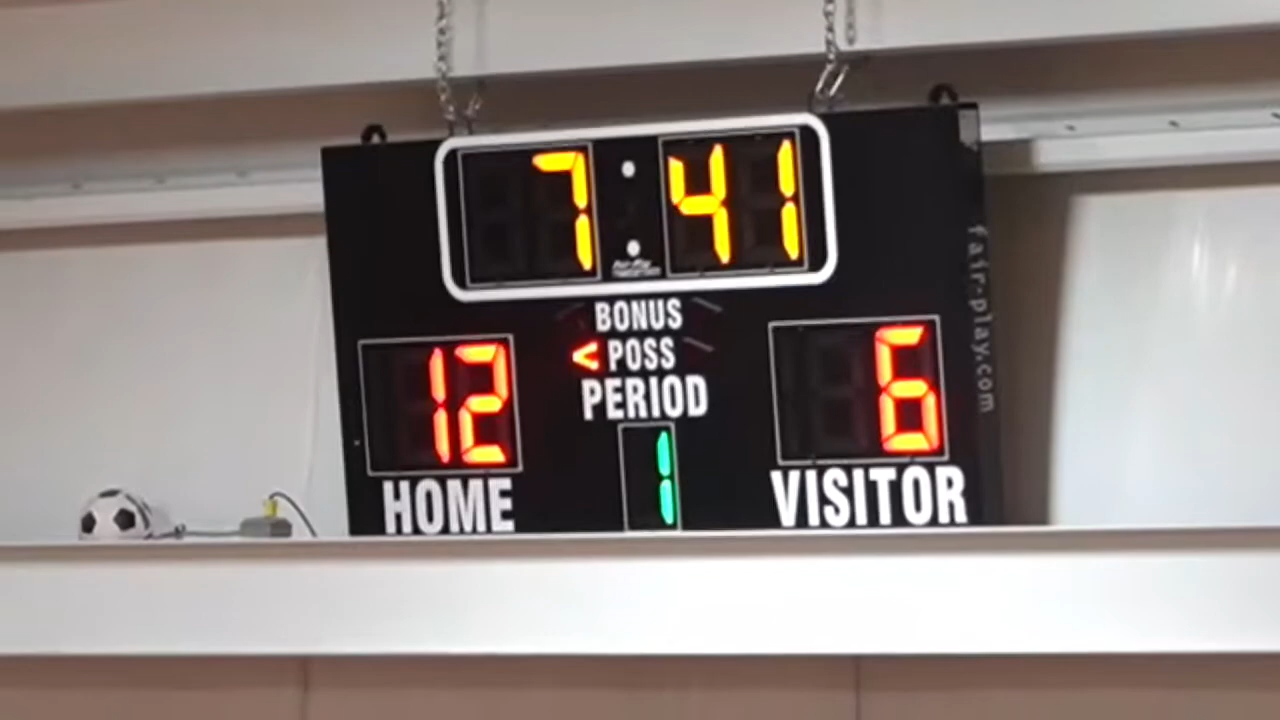 7:41
BONUS
< POSS
PERIOD
12
1
6
HOME
VISITOR
fair-play.com